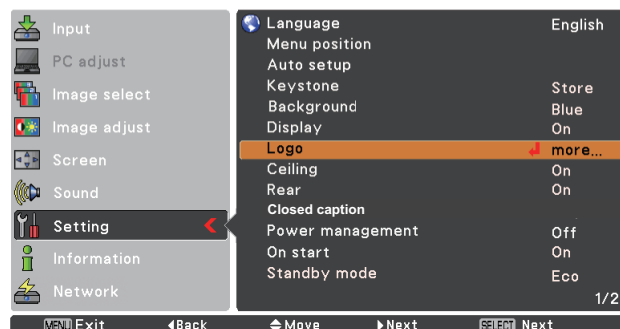 Input
PC adjust
Image select
Image adjust
Screen
Sound
Setting
Information
Network
Language English
Menu position
Auto setup
Keystone Store
Background Blue
Display On
Logo more...
Ceiling On
Rear On
Closed caption
Power management Off
On start On
Standby mode Eco
1/2
MENU Exit Back Move Next SELECT Next